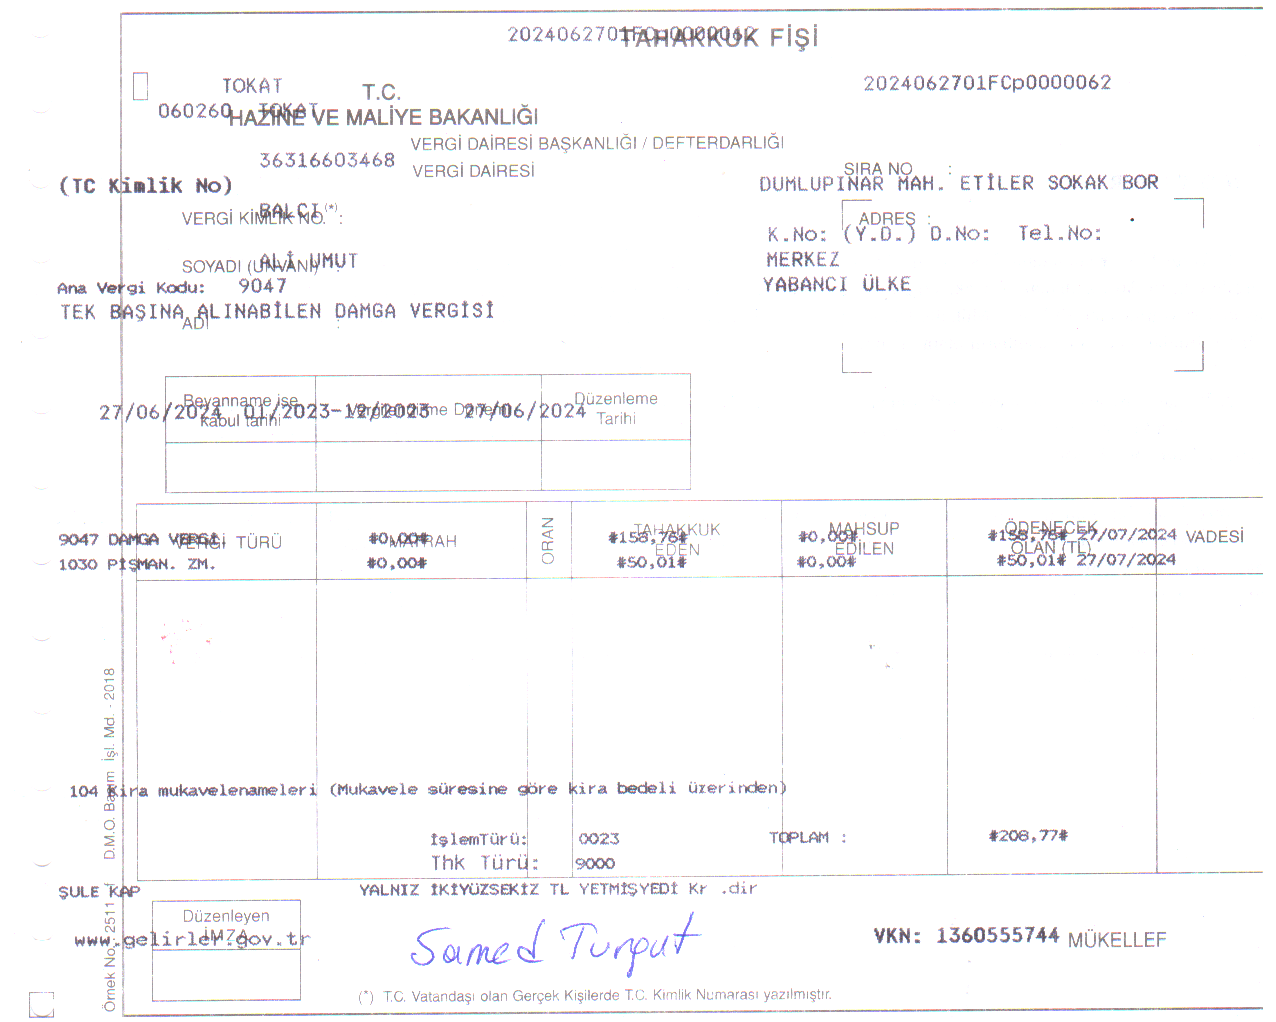 TAHAKKUK FİŞİ
2024062701FCp0000062
TOKAT
T.C.
2024062701FCp0000062
060260 TOKAT
HAZİNE VE MALİYE BAKANLIĞI
VERGİ DAİRESİ BAŞKANLIĞI / DEFTERDARLIĞI
36316603468
VERGİ DAİRESİ
SIRA NO :
(TC Kimlik No)
DUMLUPINAR MAH. ETİLER SOKAK BOR
BALCI
VERGİ KİMLİK NO. (*) :
ADRES :
K.No: (Y.D.) D.No: Tel.No:
ALİ UMUT
SOYADI (UNVANI) :
MERKEZ
Ana Vergi Kodu: 9047
YABANCI ÜLKE
TEK BAŞINA ALINABİLEN DAMGA VERGİSİ
ADI :
Beyanname ise kabul tarihi
Vergilendirme Dönemi
Düzenleme Tarihi
27/06/2024 01/2023-12/2023 27/06/2024
VERGİ TÜRÜ MATRAH ORAN TAHAKKUK EDEN MAHSUP EDİLEN ÖDENECEK OLAN (TL) VADESİ
9047 DAMGA VERGİ. #0,00# #158,76# #0,00# #158,76# 27/07/2024
1030 PİŞMAN. ZM. #0,00# #50,01# #0,00# #50,01# 27/07/2024
104 Kira mukavelenameleri (Mukavele süresine göre kira bedeli üzerinden)
İşlemTürü: 0023 TOPLAM : #208,77#
Thk Türü: 9000
ŞULE KAP
YALNIZ İKİYÜZSEKİZ TL YETMİŞYEDİ Kr .dir
Düzenleyen
İMZA
www.gelirler.gov.tr
Samed Turgut
VKN: 1360555744 MÜKELLEF
(*) T.C. Vatandaşı olan Gerçek Kişilerde T.C. Kimlik Numarası yazılmıştır.
Örnek No.: 2511 / D.M.O. Basım İşl. Md. - 2018